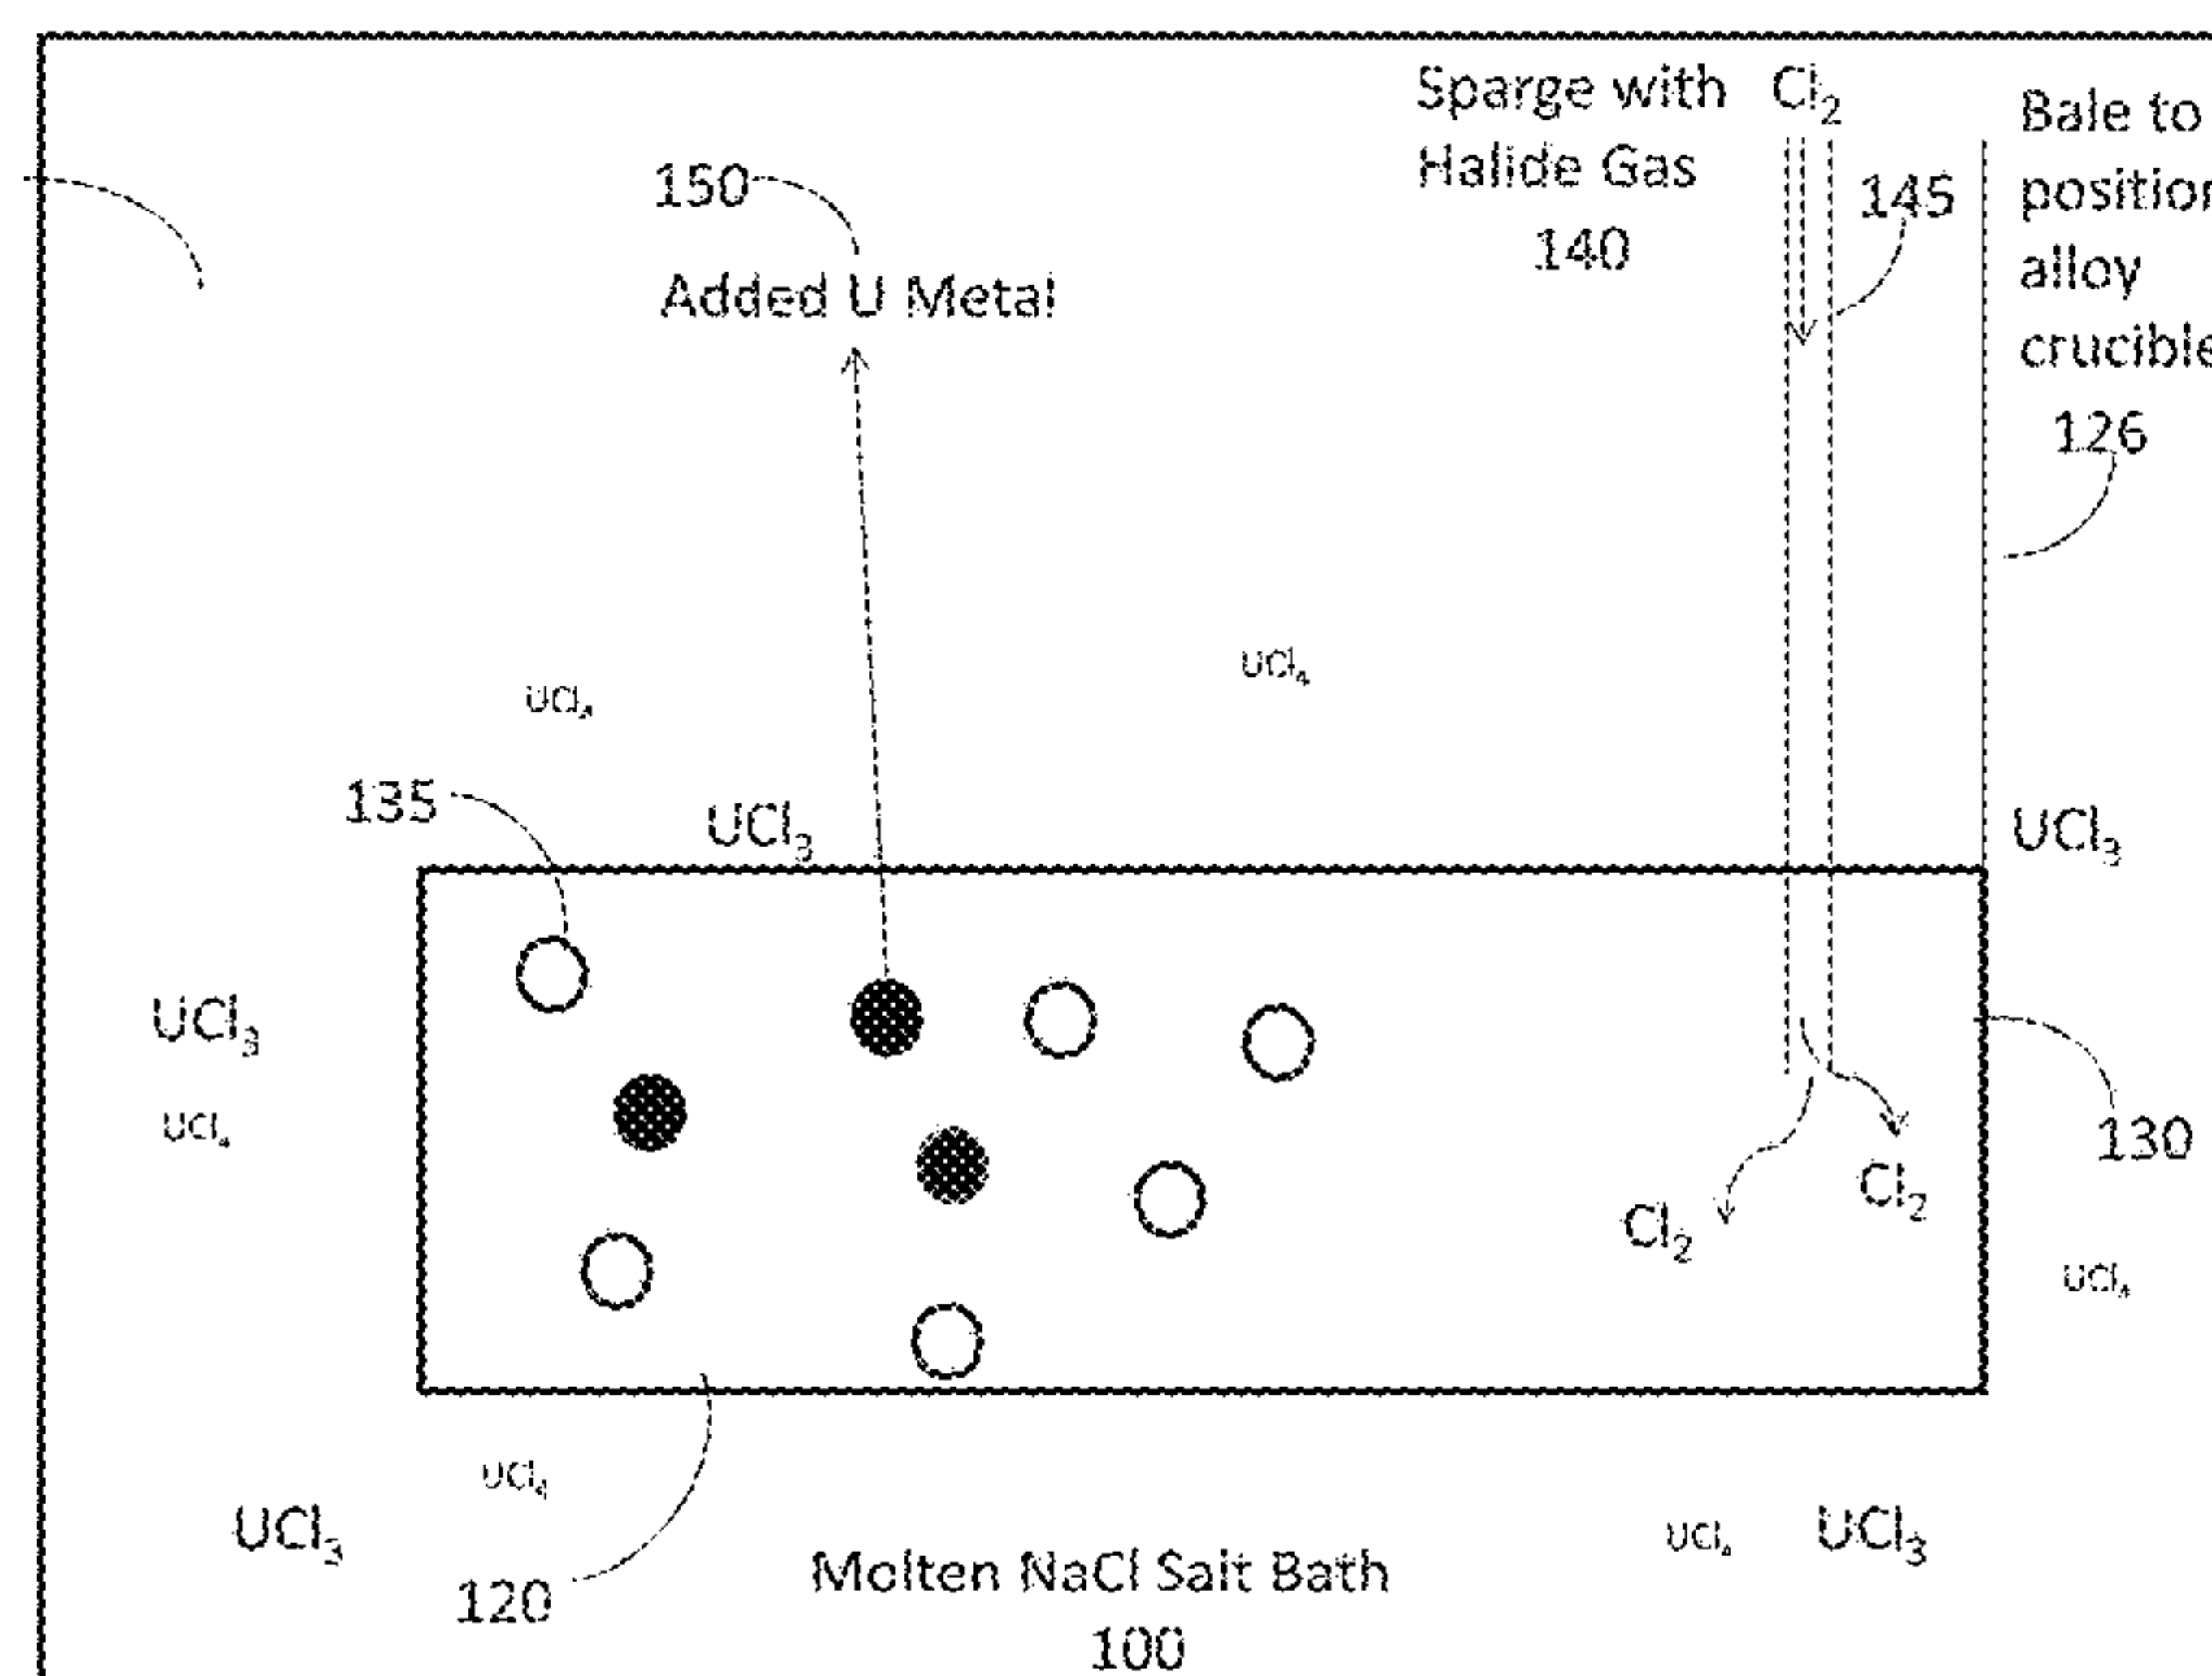 Sparge with Cl₂
Halide Gas
140
145
Bale to
position
alloy
crucible
126
150
Added U Metal
UCl₄
UCl₄
135
UCl₃
UCl₃
UCl₃
UCl₄
Cl₂
Cl₂
130
UCl₄
UCl₄
UCl₃
120
Molten NaCl Salt Bath
100
UCl₄
UCl₃